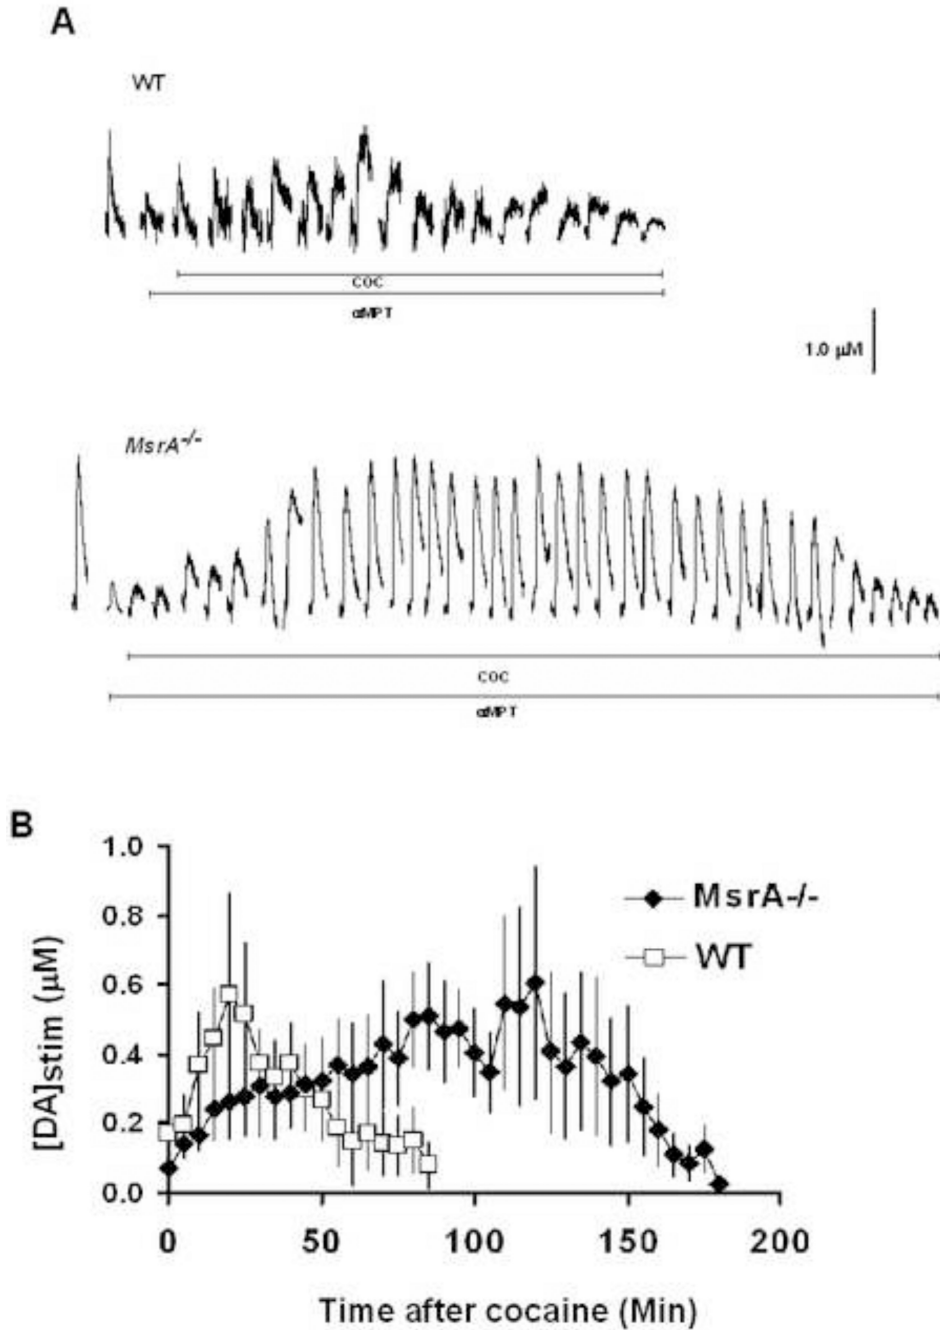 A
WT
COC
αMPT
1.0 μM
MsrA-/-
COC
αMPT
B
1.0
0.8
0.6
0.4
0.2
0.0
[DA]stim (μM)
MsrA-/-
WT
0 50 100 150 200
Time after cocaine (Min)